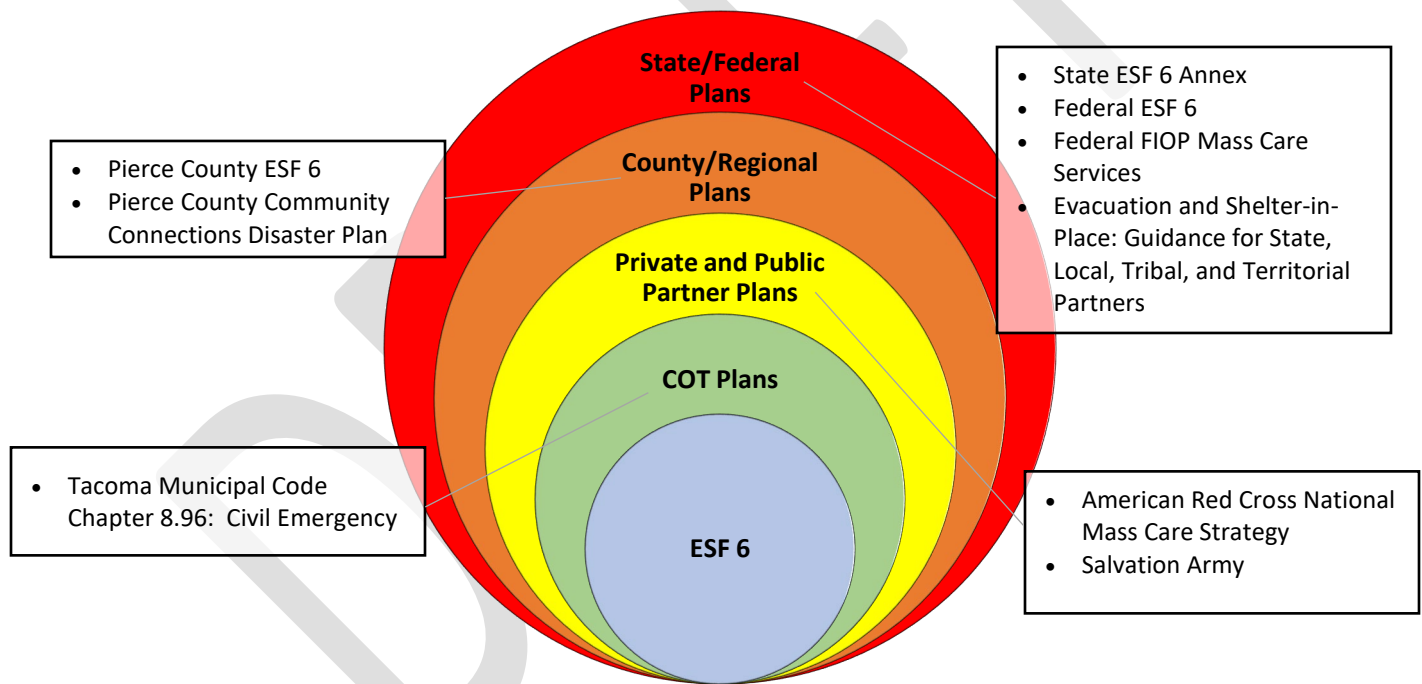 State/Federal
Plans
• State ESF 6 Annex
• Federal ESF 6
• Federal FIOP Mass Care
Services
• Evacuation and Shelter-in-
Place: Guidance for State,
Local, Tribal, and Territorial
Partners
• Pierce County ESF 6
• Pierce County Community
Connections Disaster Plan
County/Regional
Plans
Private and Public
Partner Plans
COT Plans
• Tacoma Municipal Code
Chapter 8.96: Civil Emergency
• American Red Cross National
Mass Care Strategy
• Salvation Army
ESF 6